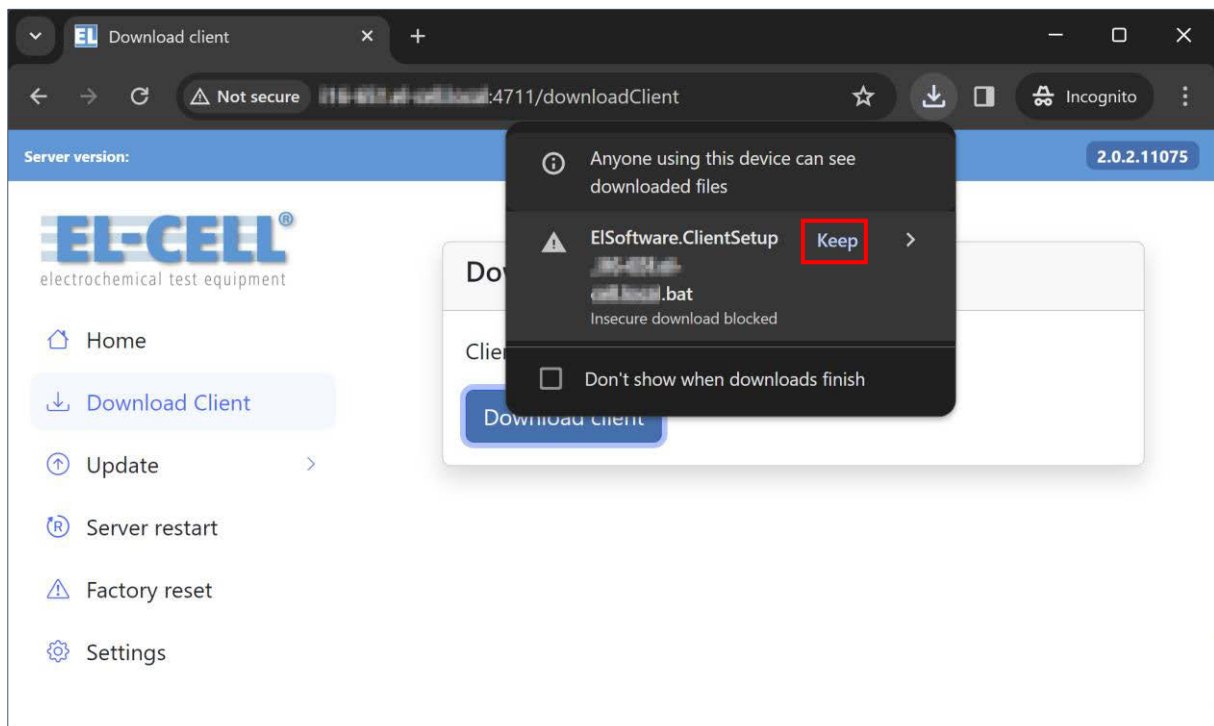 Download client
Not secure :4711/downloadClient
Incognito
Server version:
2.0.2.11075
Anyone using this device can see
downloaded files
ElSoftware.ClientSetup
Keep
.bat
Insecure download blocked
Don't show when downloads finish
EL-CELL®
electrochemical test equipment
Home
Download Client
Update
Server restart
Factory reset
Settings
Download client